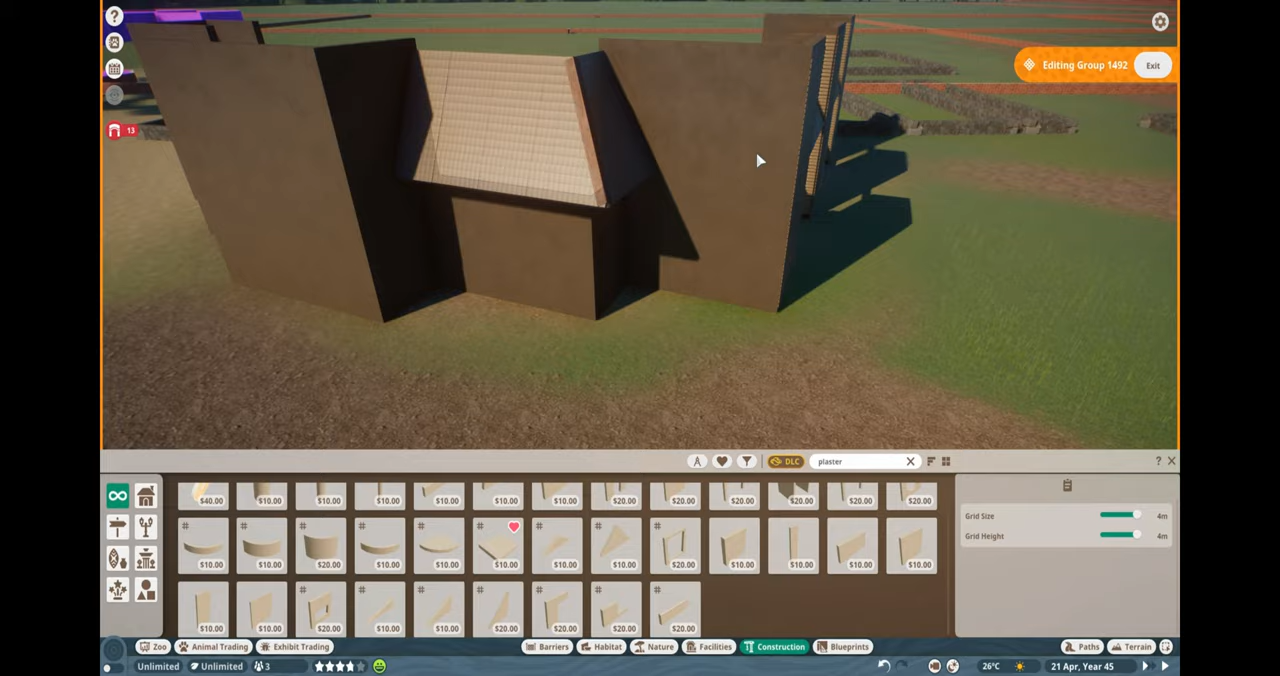 ?
Editing Group 1492 Exit
13
DLC plaster
?
$40.00 $10.00 $10.00 $10.00 $10.00 $10.00 $10.00 $20.00 $20.00 $20.00 $20.00 $20.00 $20.00
# # # # # # # # #
$10.00 $10.00 $20.00 $10.00 $10.00 $10.00 $10.00 $10.00 $20.00 $10.00 $10.00 $10.00 $10.00
# # # # # # #
$10.00 $10.00 $20.00 $10.00 $10.00 $20.00 $10.00 $10.00 $10.00
Grid Size 4m
Grid Height 4m
Zoo Animal Trading Exhibit Trading Barriers Habitat Nature Facilities Construction Blueprints Paths Terrain
Unlimited Unlimited 3 26°C 21 Apr, Year 45